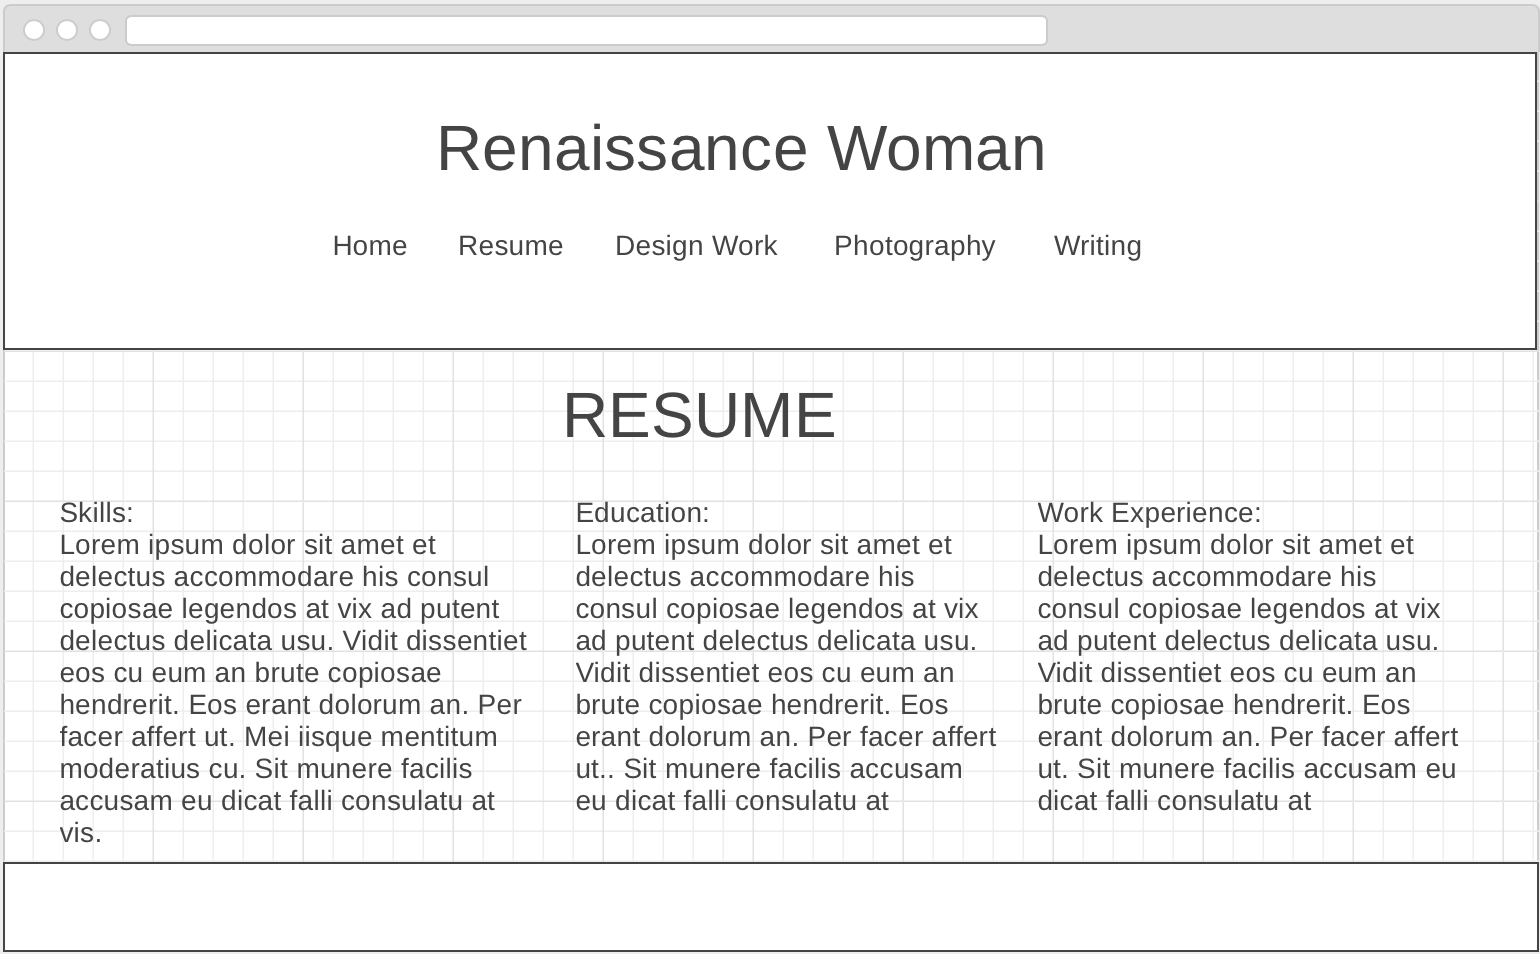 Renaissance Woman
Home Resume Design Work Photography Writing
RESUME
Skills:
Lorem ipsum dolor sit amet et
delectus accommodare his consul
copiosae legendos at vix ad putent
delectus delicata usu. Vidit dissentiet
eos cu eum an brute copiosae
hendrerit. Eos erant dolorum an. Per
facer affert ut. Mei iisque mentitum
moderatius cu. Sit munere facilis
accusam eu dicat falli consulatu at
vis.
Education:
Lorem ipsum dolor sit amet et
delectus accommodare his
consul copiosae legendos at vix
ad putent delectus delicata usu.
Vidit dissentiet eos cu eum an
brute copiosae hendrerit. Eos
erant dolorum an. Per facer affert
ut.. Sit munere facilis accusam
eu dicat falli consulatu at
Work Experience:
Lorem ipsum dolor sit amet et
delectus accommodare his
consul copiosae legendos at vix
ad putent delectus delicata usu.
Vidit dissentiet eos cu eum an
brute copiosae hendrerit. Eos
erant dolorum an. Per facer affert
ut. Sit munere facilis accusam eu
dicat falli consulatu at